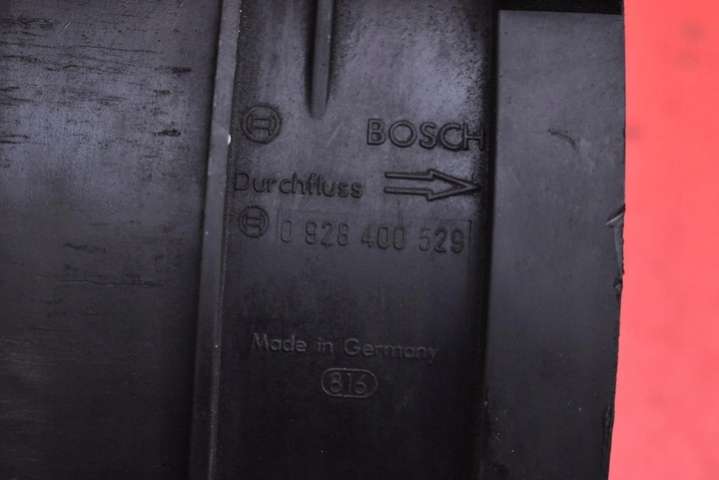 BOSCH
Durchfluss
0 928 400 529
Made in Germany
816